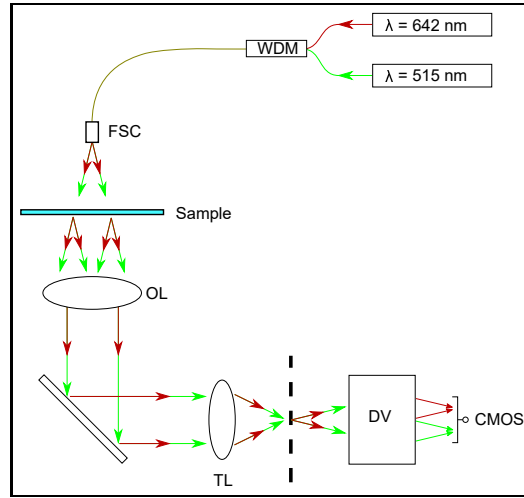 λ = 642 nm
WDM
λ = 515 nm
FSC
Sample
OL
DV
CMOS
TL